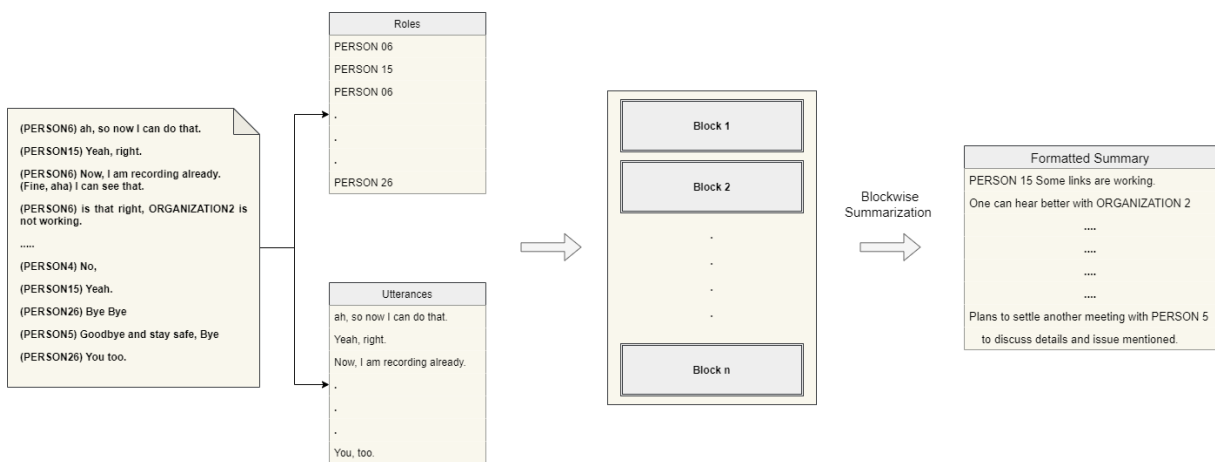 (PERSON6) ah, so now I can do that.
(PERSON15) Yeah, right.
(PERSON6) Now, I am recording already.
(Fine, aha) I can see that.
(PERSON6) is that right, ORGANIZATION2 is
not working.
.....
(PERSON4) No,
(PERSON15) Yeah.
(PERSON26) Bye Bye
(PERSON5) Goodbye and stay safe, Bye
(PERSON26) You too.
Roles
PERSON 06
PERSON 15
PERSON 06
.
.
.
PERSON 26
Utterances
ah, so now I can do that.
Yeah, right.
Now, I am recording already.
.
.
.
You, too.
Block 1
Block 2
.
.
.
.
Block n
Blockwise
Summarization
Formatted Summary
PERSON 15 Some links are working.
One can hear better with ORGANIZATION 2
....
....
....
....
Plans to settle another meeting with PERSON 5
to discuss details and issue mentioned.